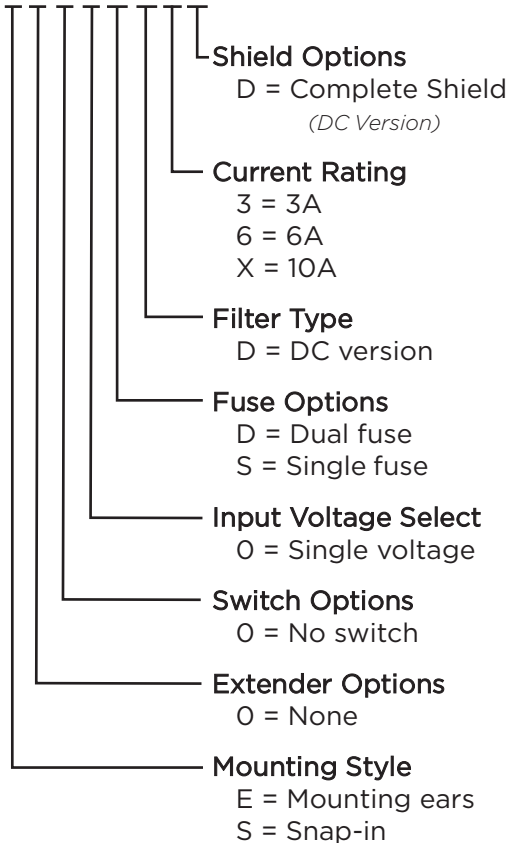 Shield Options
D = Complete Shield
(DC Version)
Current Rating
3 = 3A
6 = 6A
X = 10A
Filter Type
D = DC version
Fuse Options
D = Dual fuse
S = Single fuse
Input Voltage Select
0 = Single voltage
Switch Options
0 = No switch
Extender Options
0 = None
Mounting Style
E = Mounting ears
S = Snap-in